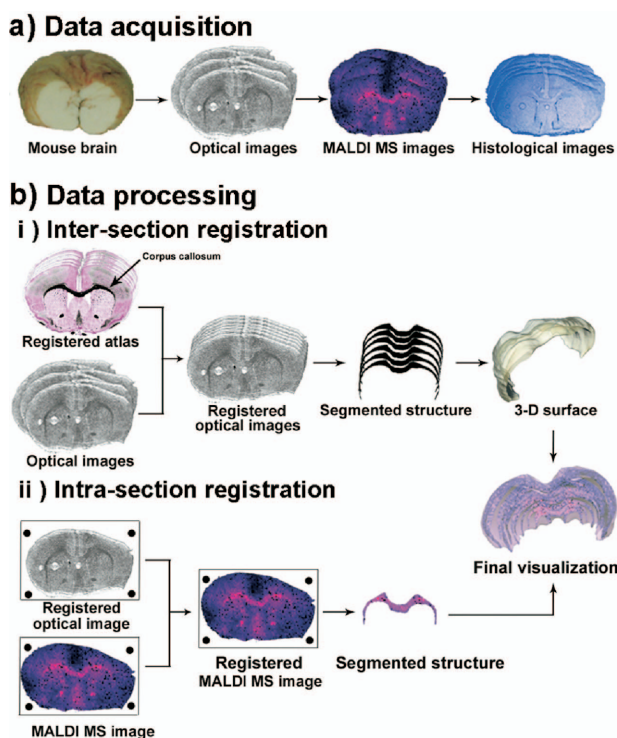 a) Data acquisition
Mouse brain
Optical images
MALDI MS images
Histological images
b) Data processing
i ) Inter-section registration
Corpus callosum
Registered atlas
Optical images
Registered
optical images
Segmented structure
3-D surface
ii ) Intra-section registration
Final visualization
Registered
optical image
MALDI MS image
Registered
MALDI MS image
Segmented structure